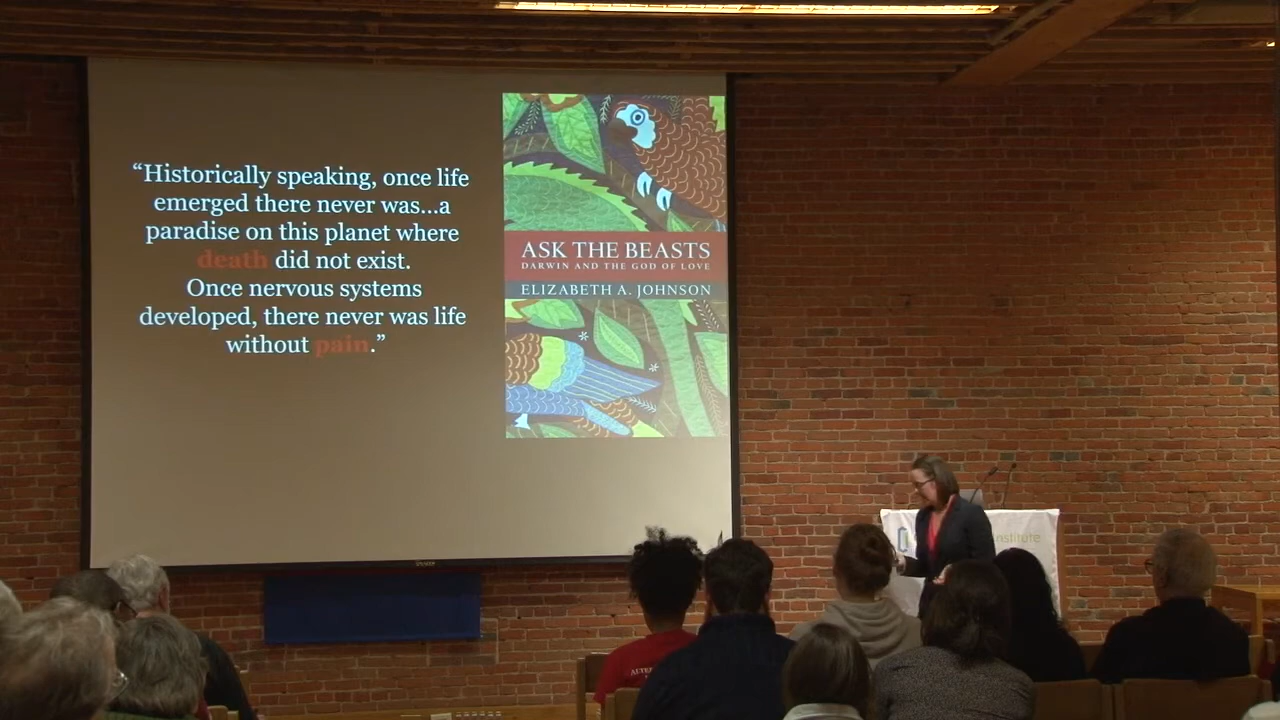 “Historically speaking, once life
emerged there never was...a
paradise on this planet where
death did not exist.
Once nervous systems
developed, there never was life
without pain.”
ASK THE BEASTS
DARWIN AND THE GOD OF LOVE
ELIZABETH A. JOHNSON